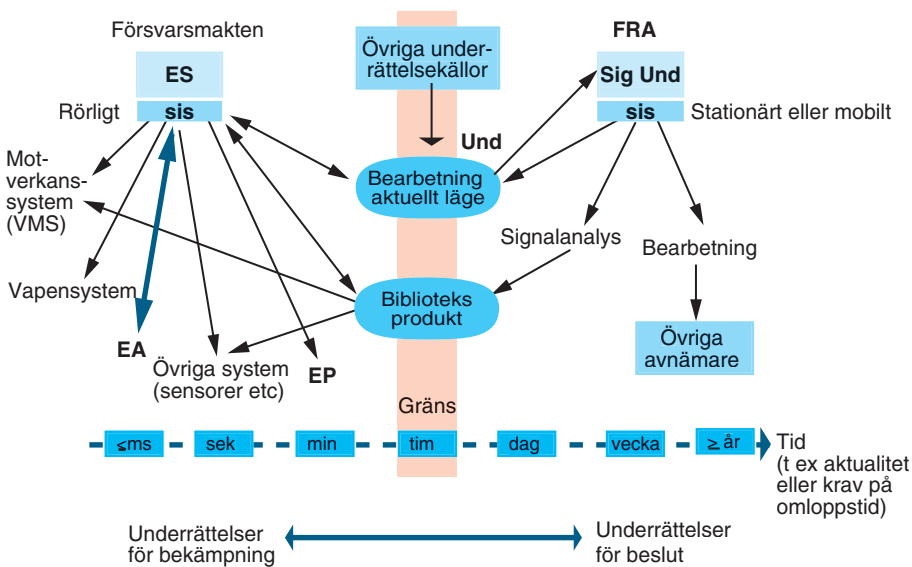 Försvarsmakten
ES
Rörligt
sis
Mot-
verkans-
system
(VMS)
Vapensystem
EA
Övriga system
(sensorer etc)
EP
Övriga under-
rättelsekällor
Und
Bearbetning
aktuellt läge
Biblioteks
produkt
Gräns
FRA
Sig Und
sis
Stationärt eller mobilt
Signalanalys
Bearbetning
Övriga
avnämare
≤ms
sek
min
tim
dag
vecka
≥ år
Tid
(t ex aktualitet
eller krav på
omloppstid)
Underrättelser
för bekämpning
Underrättelser
för beslut